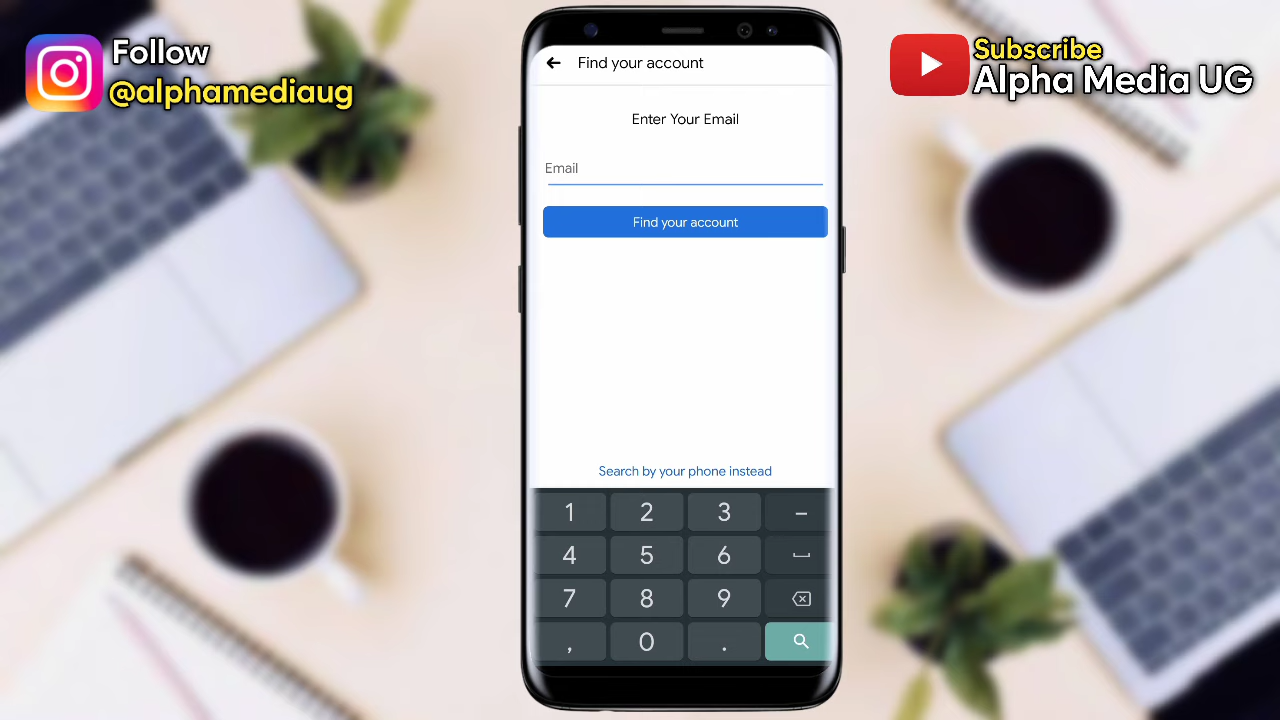 Follow
@alphamediaug
Subscribe
Alpha Media UG
Find your account
Enter Your Email
Email
Find your account
Search by your phone instead
1 2 3 –
4 5 6
7 8 9
, 0 .